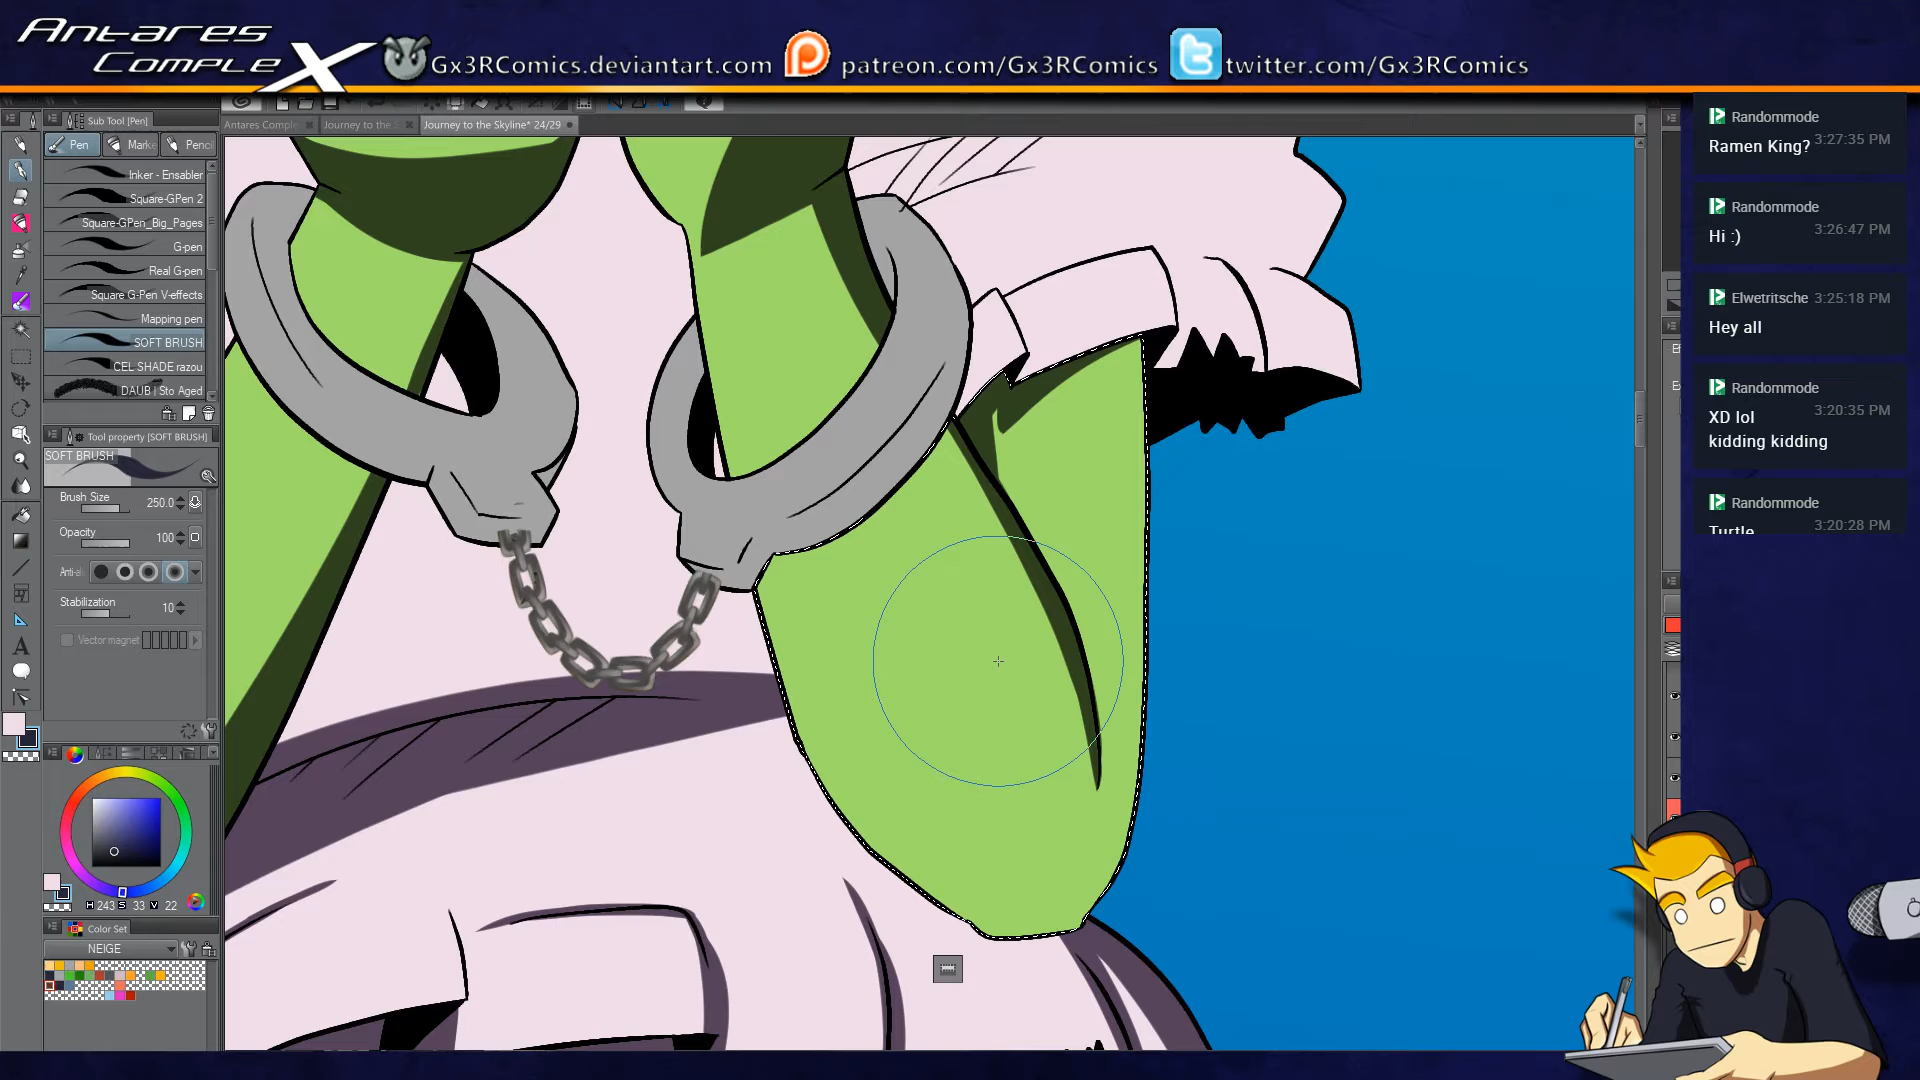 Antares
Complex
Gx3RComics.deviantart.com
patreon.com/Gx3RComics
twitter.com/Gx3RComics
Sub Tool [Pen]
Antares Comple
Journey to the S
Journey to the Skyline* 24/29
Pen
Marke
Pencil
Inker - Ensabler
Square-GPen 2
Square-GPen_Big_Pages
G-pen
Real G-pen
Square G-Pen V-effects
Mapping pen
SOFT BRUSH
CEL SHADE razou
DAUB | Sto Aged
Tool property [SOFT BRUSH]
SOFT BRUSH
Brush Size 250.0
Opacity 100
Anti-al
Stabilization 10
Vector magnet
H 243 S 33 V 22
Color Set
NEIGE
Randommode
Ramen King? 3:27:35 PM
Randommode
Hi :) 3:26:47 PM
Elwetritsche 3:25:18 PM
Hey all
Randommode
XD lol 3:20:35 PM
kidding kidding
Randommode
Turtle 3:20:28 PM